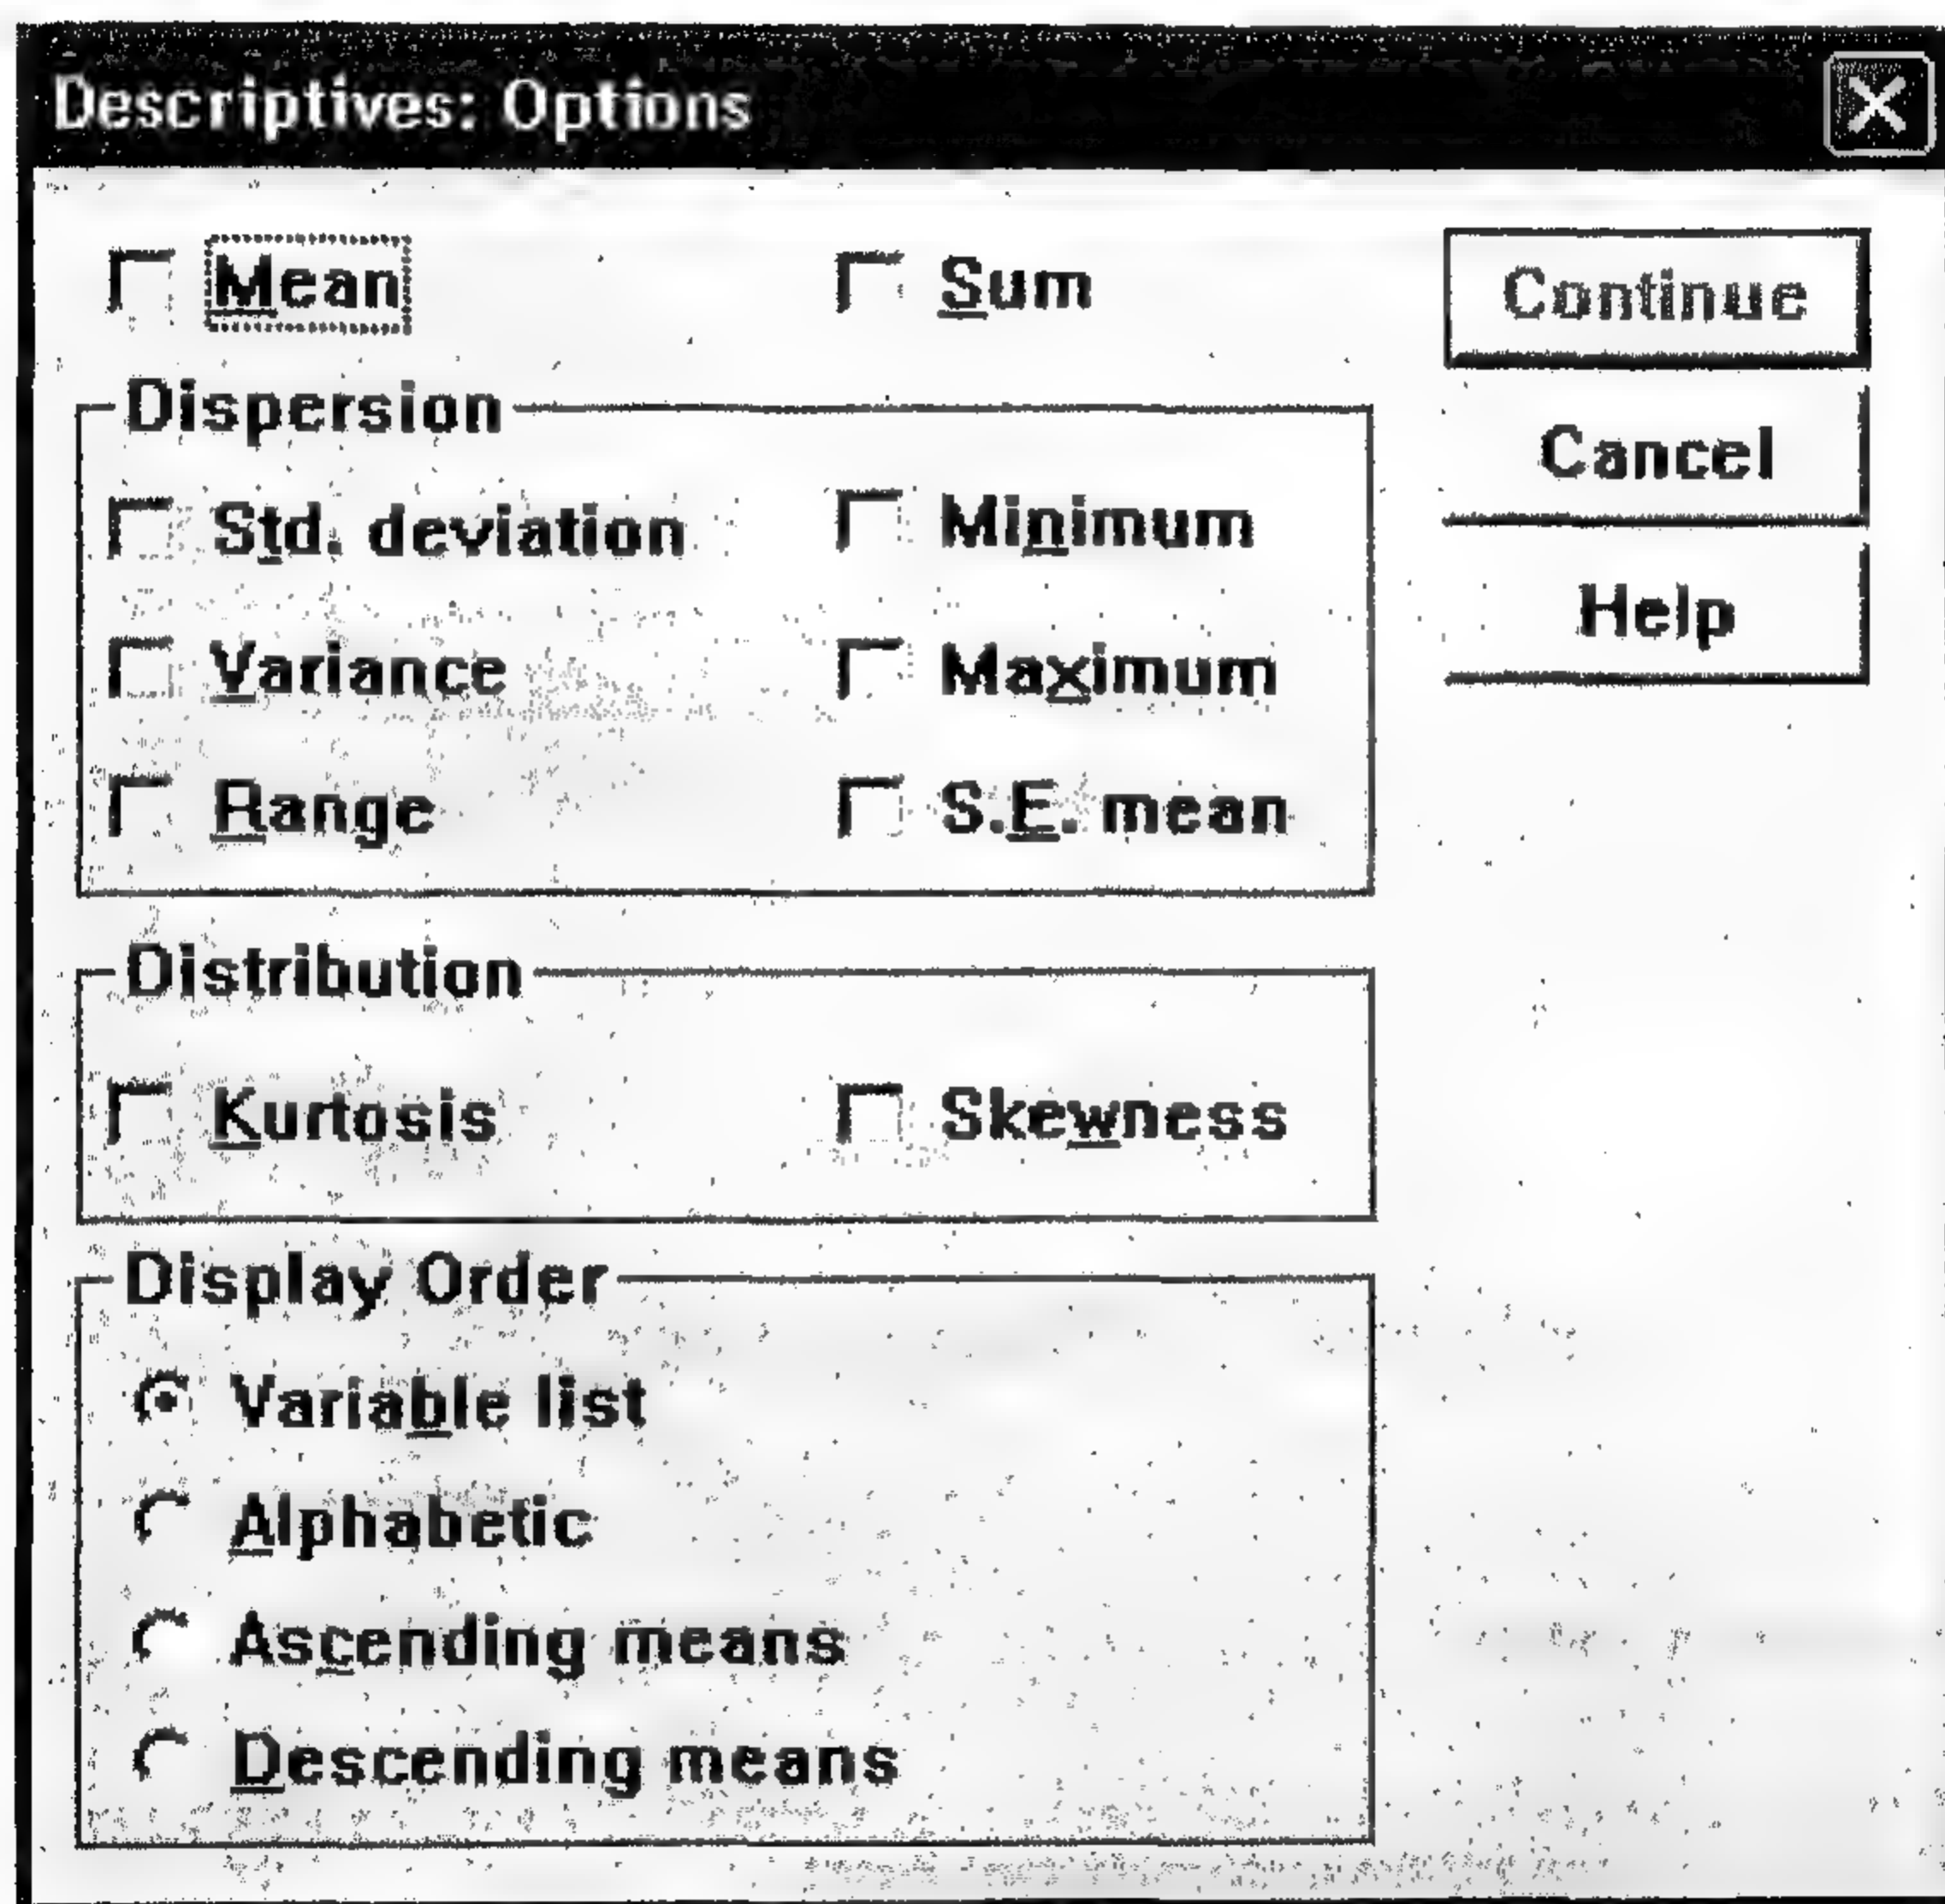 Descriptives: Options
Mean Sum Continue
Dispersion
Cancel
Std. deviation Minimum
Help
Variance Maximum
Range S.E. mean
Distribution
Kurtosis Skewness
Display Order
Variable list
Alphabetic
Ascending means
Descending means